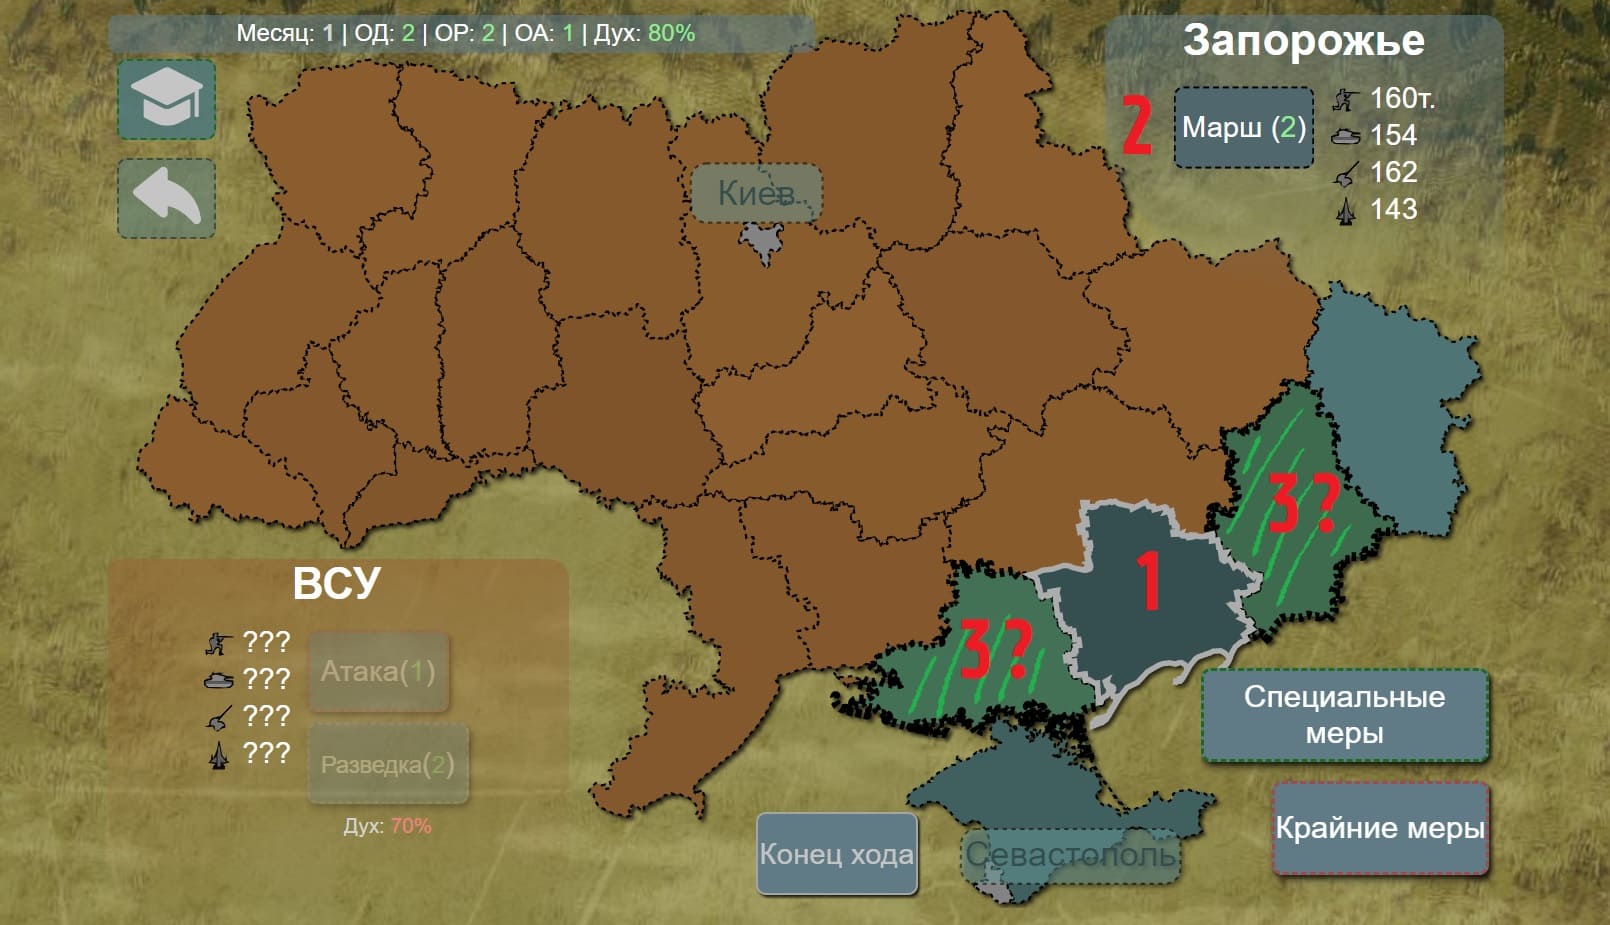 Месяц: 1 | ОД: 2 | ОР: 2 | ОА: 1 | Дух: 80%
Запорожье
2
Марш (2)
160т.
154
162
143
Киев
3?
1
3?
ВСУ
???
???
???
???
Атака(1)
Разведка(2)
Дух: 70%
Специальные
меры
Крайние меры
Конец хода
Севастополь